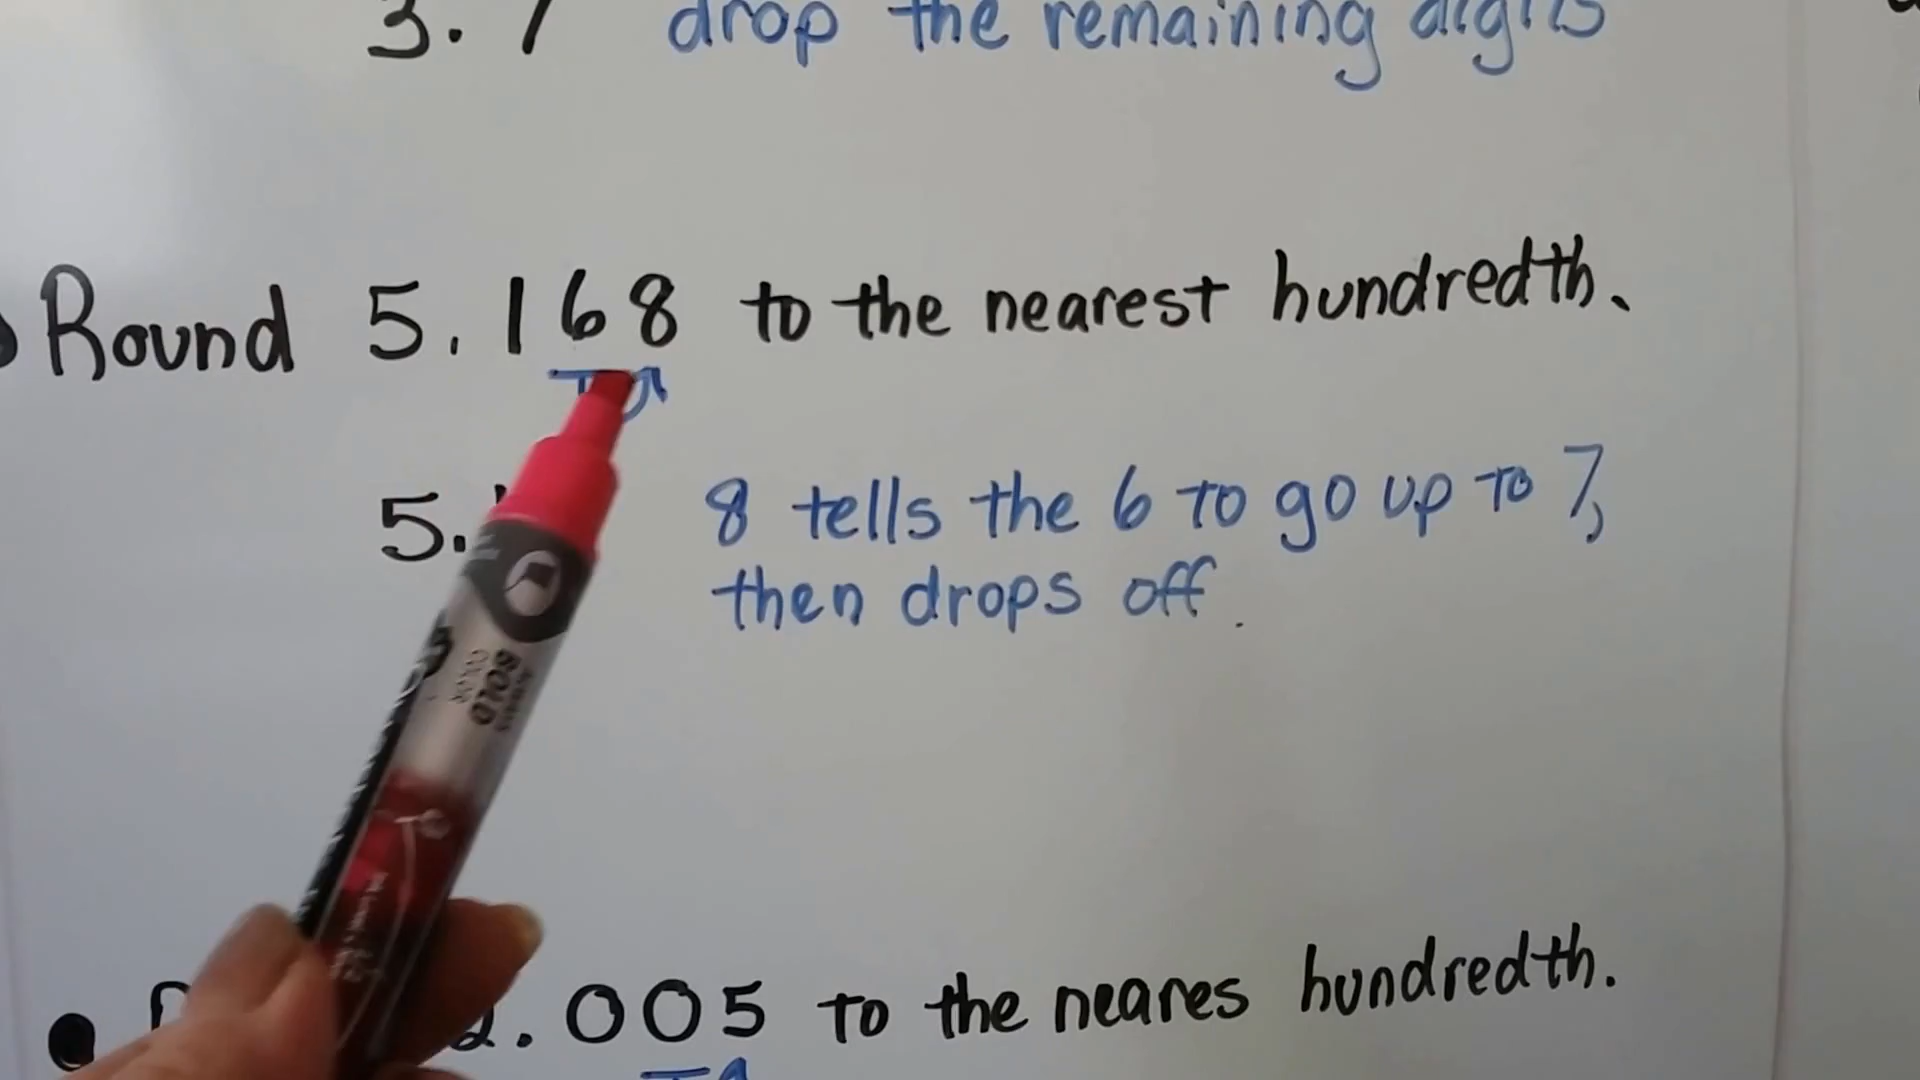 3.7 drop the remaining digits
Round 5.168 to the nearest hundredth.
5. 8 tells the 6 to go up to 7,
then drops off.
2.005 to the neares hundredth.
BOLD